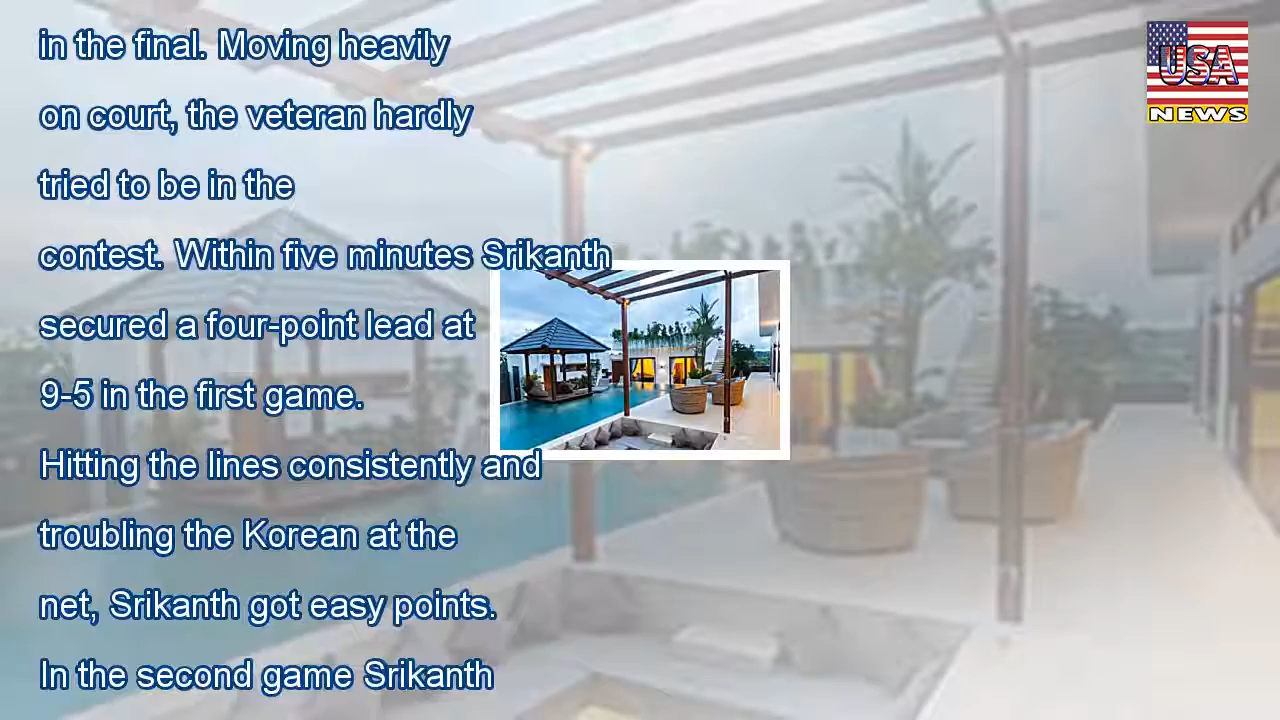 in the final. Moving heavily
on court, the veteran hardly
tried to be in the
contest. Within five minutes Srikanth
secured a four-point lead at
9-5 in the first game.
Hitting the lines consistently and
troubling the Korean at the
net, Srikanth got easy points.
In the second game Srikanth
USA
NEWS